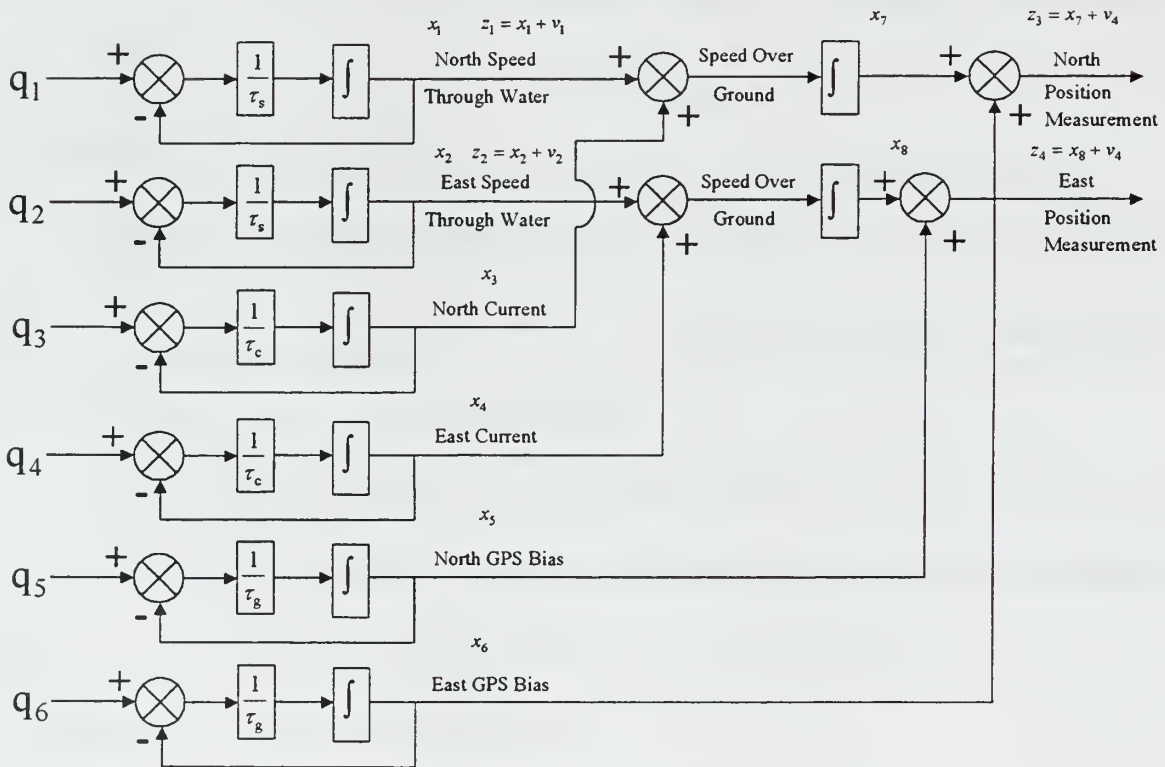 x₁ z₁ = x₁ + v₁
x₇
z₃ = x₇ + v₄
q₁
+
-
1/τₛ
∫
North Speed
Through Water
+
+
Speed Over
Ground
∫
+
+
North
Position
Measurement
x₂ z₂ = x₂ + v₂
x₈
z₄ = x₈ + v₄
q₂
+
-
1/τₛ
∫
East Speed
Through Water
+
+
Speed Over
Ground
∫
+
+
East
Position
Measurement
x₃
q₃
+
-
1/τ_c
∫
North Current
x₄
q₄
+
-
1/τ_c
∫
East Current
x₅
q₅
+
-
1/τ_g
∫
North GPS Bias
x₆
q₆
+
-
1/τ_g
∫
East GPS Bias